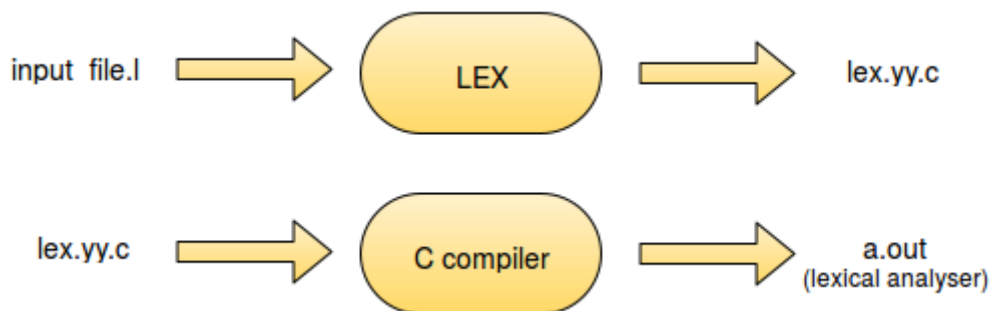 input file.l
LEX
lex.yy.c
lex.yy.c
C compiler
a.out
(lexical analyser)